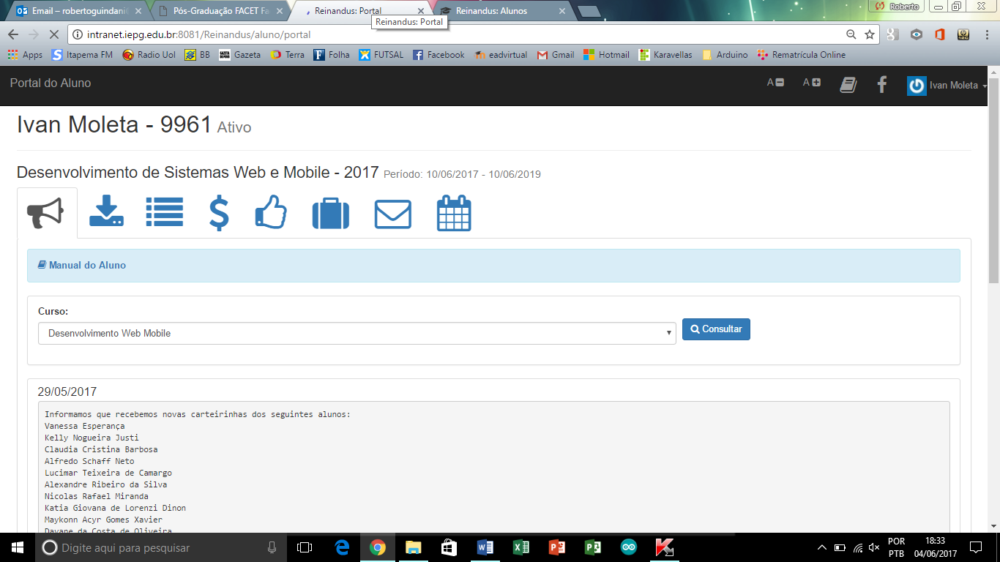 Email – robertoguindani
Pós-Graduação FACET Fa
Reinandus: Portal
Reinandus: Alunos
Roberto
Reinandus: Portal
intranet.iepg.edu.br:8081/Reinandus/aluno/portal
Apps Itapema FM Radio Uol BB Gazeta Terra Folha FUTSAL Facebook eadvirtual Gmail Hotmail Karavellas Arduino Rematrícula Online
Portal do Aluno A A Ivan Moleta
Ivan Moleta - 9961 Ativo
Desenvolvimento de Sistemas Web e Mobile - 2017 Período: 10/06/2017 - 10/06/2019
Manual do Aluno
Curso:
Desenvolvimento Web Mobile
Consultar
29/05/2017
Informamos que recebemos novas carteirinhas dos seguintes alunos:
Vanessa Esperança
Kelly Nogueira Justi
Claudia Cristina Barbosa
Alfredo Schaff Neto
Lucimar Teixeira de Camargo
Alexandre Ribeiro da Silva
Nicolas Rafael Miranda
Katia Giovana de Lorenzi Dinon
Maykonn Acyr Gomes Xavier
Dayane da Costa de Oliveira
Digite aqui para pesquisar
POR 18:33
PTB 04/06/2017